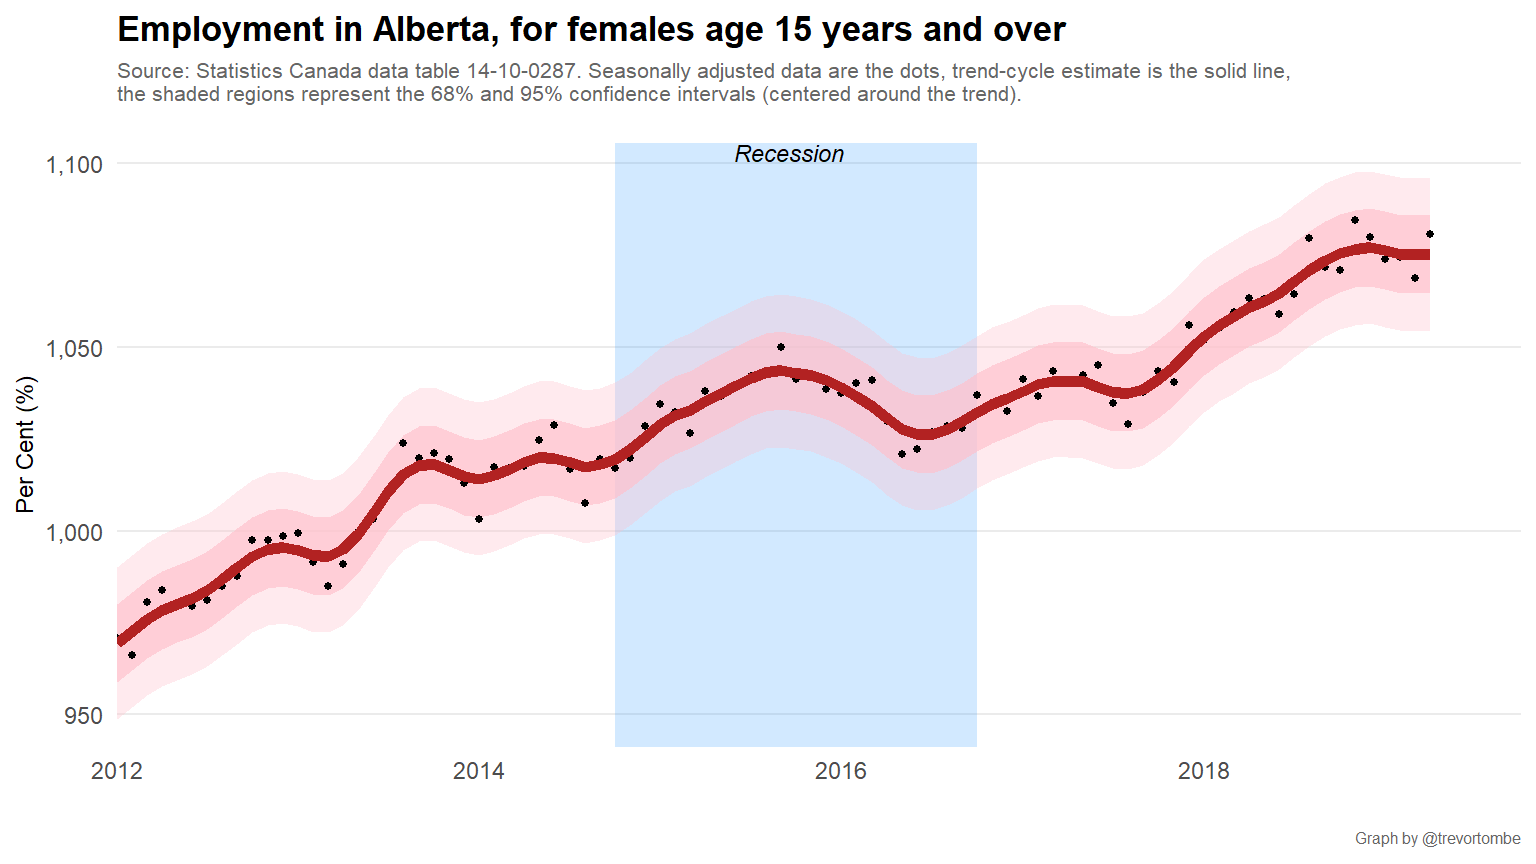 Employment in Alberta, for females age 15 years and over
Source: Statistics Canada data table 14-10-0287. Seasonally adjusted data are the dots, trend-cycle estimate is the solid line,
the shaded regions represent the 68% and 95% confidence intervals (centered around the trend).
Recession
1,100
1,050
1,000
950
Per Cent (%)
2012 2014 2016 2018
Graph by @trevortombe